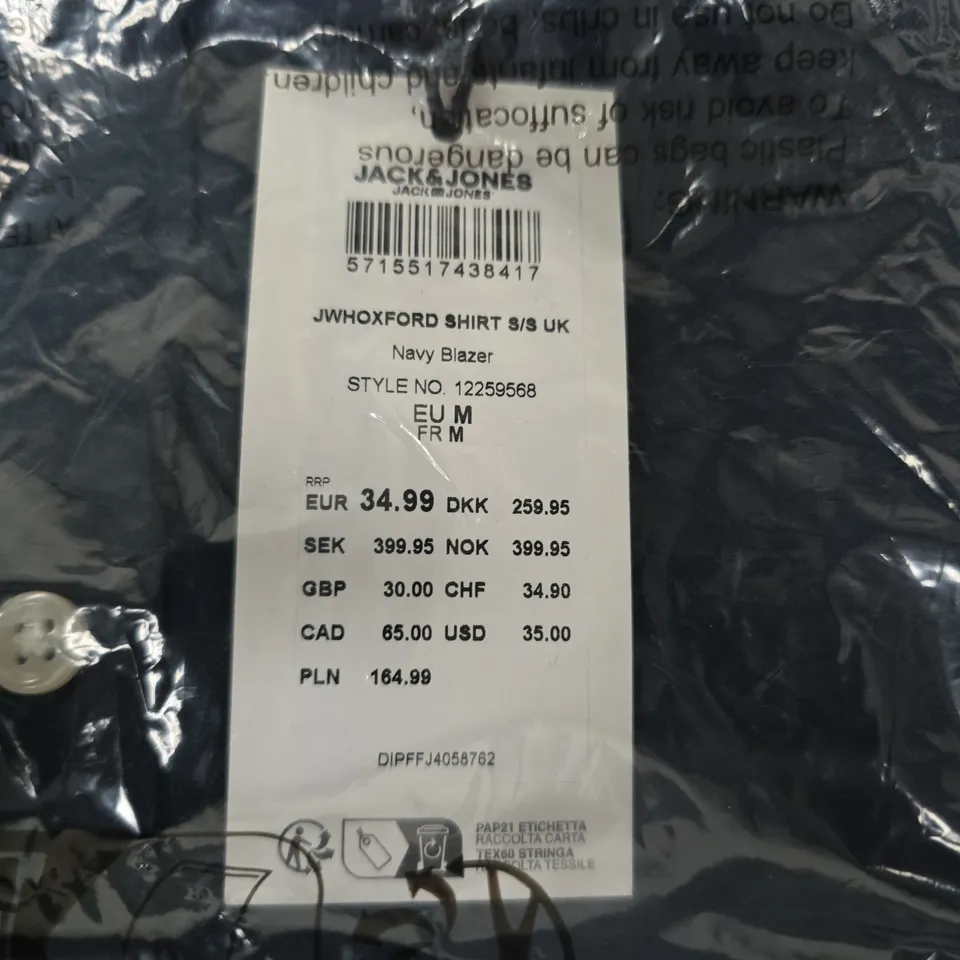 WARNING:
Plastic bags can be dangerous
To avoid risk of suffocation,
keep away from infants and children
Do not use in cribs, beds, carriages
JACK&JONES
JACK JONES
5715517438417
JWHOXFORD SHIRT S/S UK
Navy Blazer
STYLE NO. 12259568
EU M
FR M
RRP
EUR 34.99 DKK 259.95
SEK 399.95 NOK 399.95
GBP 30.00 CHF 34.90
CAD 65.00 USD 35.00
PLN 164.99
DIPFFJ4058762
PAP21 ETICHETTA
RACCOLTA CARTA
TEX60 STRINGA
RACCOLTA TESSILE